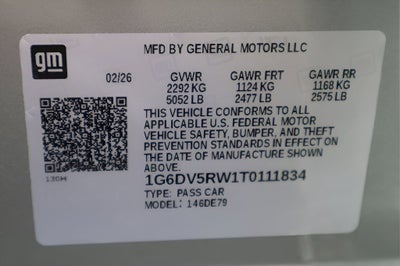 gm
MFD BY GENERAL MOTORS LLC
02/26 GVWR GAWR FRT GAWR RR
2292 KG 1124 KG 1168 KG
5052 LB 2477 LB 2575 LB
THIS VEHICLE CONFORMS TO ALL
APPLICABLE U.S. FEDERAL MOTOR
VEHICLE SAFETY, BUMPER, AND THEFT
PREVENTION STANDARDS IN EFFECT ON
THE DATE OF MANUFACTURE SHOWN
ABOVE.
1G6DV5RW1T0111834
TYPE: PASS CAR
MODEL: 146DE79